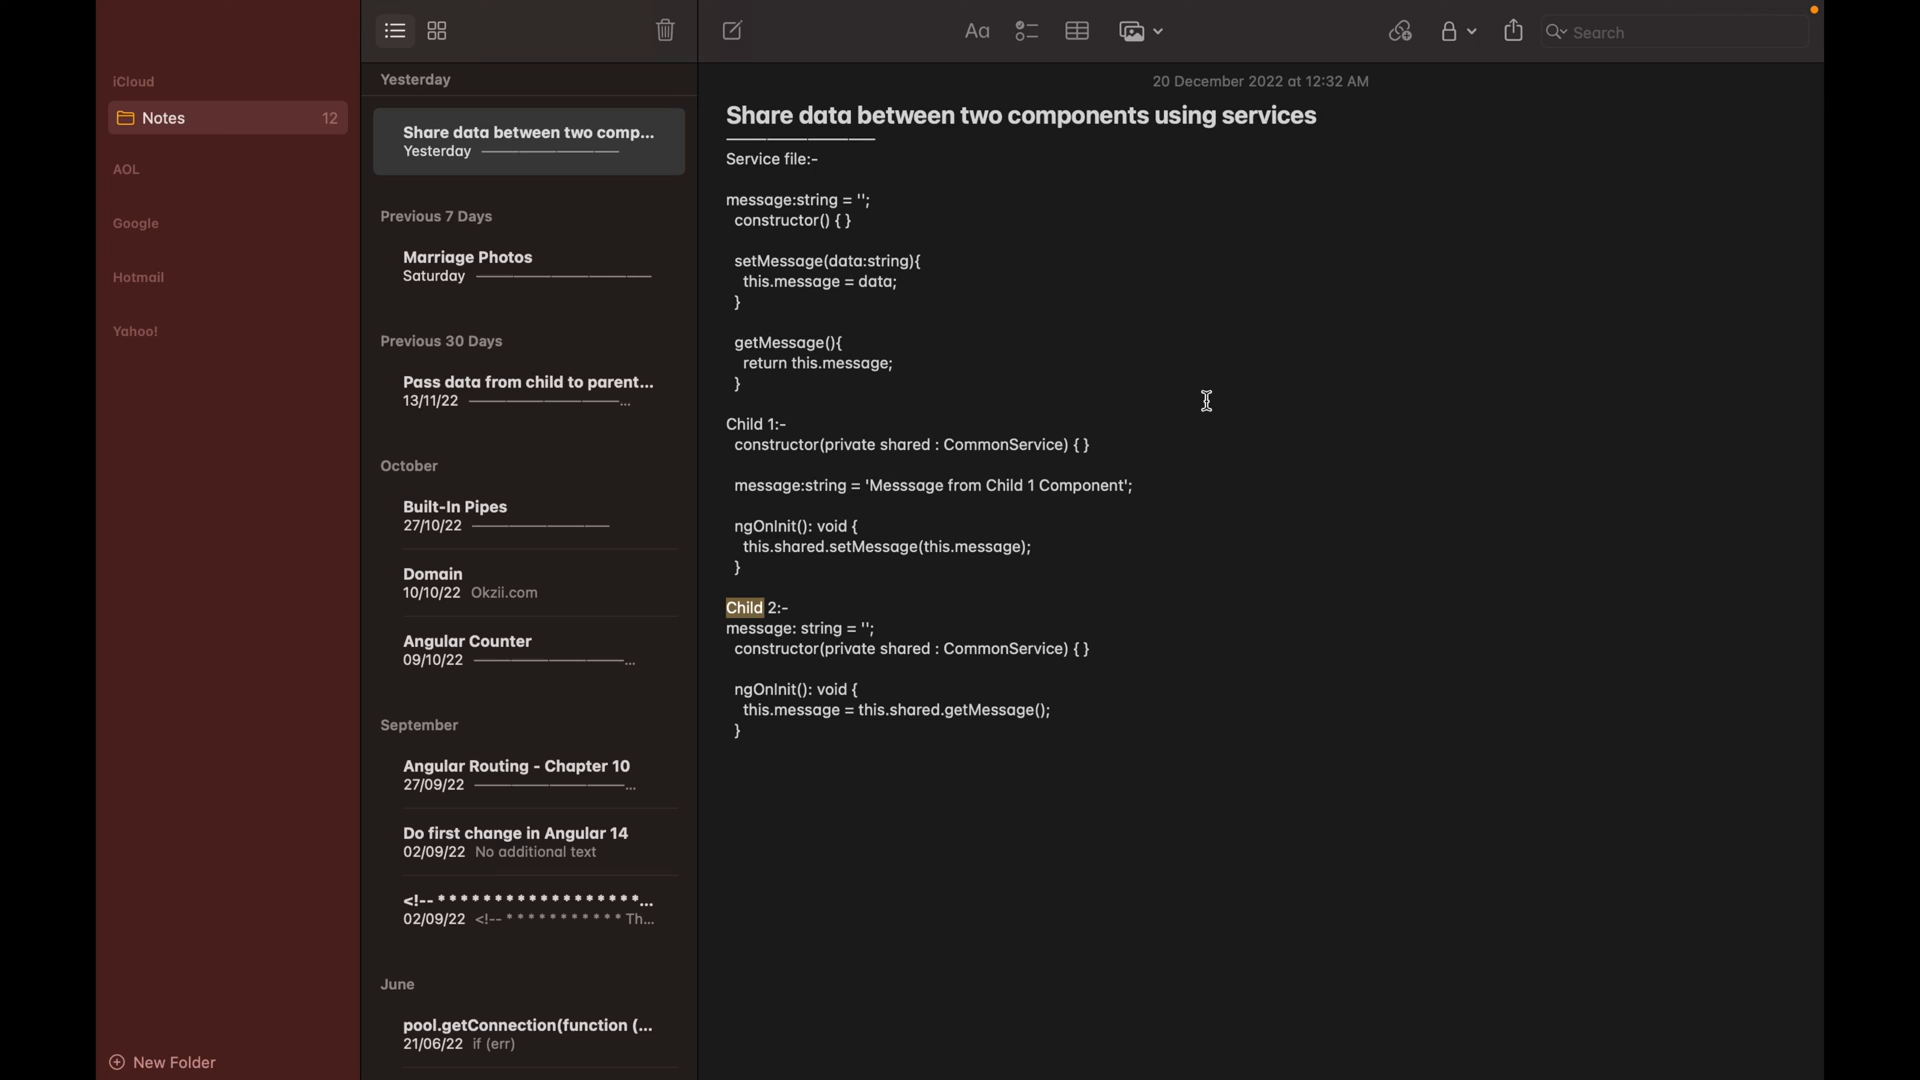 iCloud
Notes 12
AOL
Google
Hotmail
Yahoo!
New Folder
Yesterday
Share data between two comp...
Yesterday
Previous 7 Days
Marriage Photos
Saturday
Previous 30 Days
Pass data from child to parent...
13/11/22 ...
October
Built-In Pipes
27/10/22
Domain
10/10/22 Okzii.com
Angular Counter
09/10/22 ...
September
Angular Routing - Chapter 10
27/09/22 ...
Do first change in Angular 14
02/09/22 No additional text
<!-- * * * * * * * * * * * * * * * * *...
02/09/22 <!-- * * * * * * * * * * * Th...
June
pool.getConnection(function (...
21/06/22 if (err)
Aa
Search
20 December 2022 at 12:32 AM
Share data between two components using services
Service file:-
message:string = '';
constructor() { }
setMessage(data:string){
this.message = data;
}
getMessage(){
return this.message;
}
Child 1:-
constructor(private shared : CommonService) { }
message:string = 'Messsage from Child 1 Component';
ngOnInit(): void {
this.shared.setMessage(this.message);
}
Child 2:-
message: string = '';
constructor(private shared : CommonService) { }
ngOnInit(): void {
this.message = this.shared.getMessage();
}